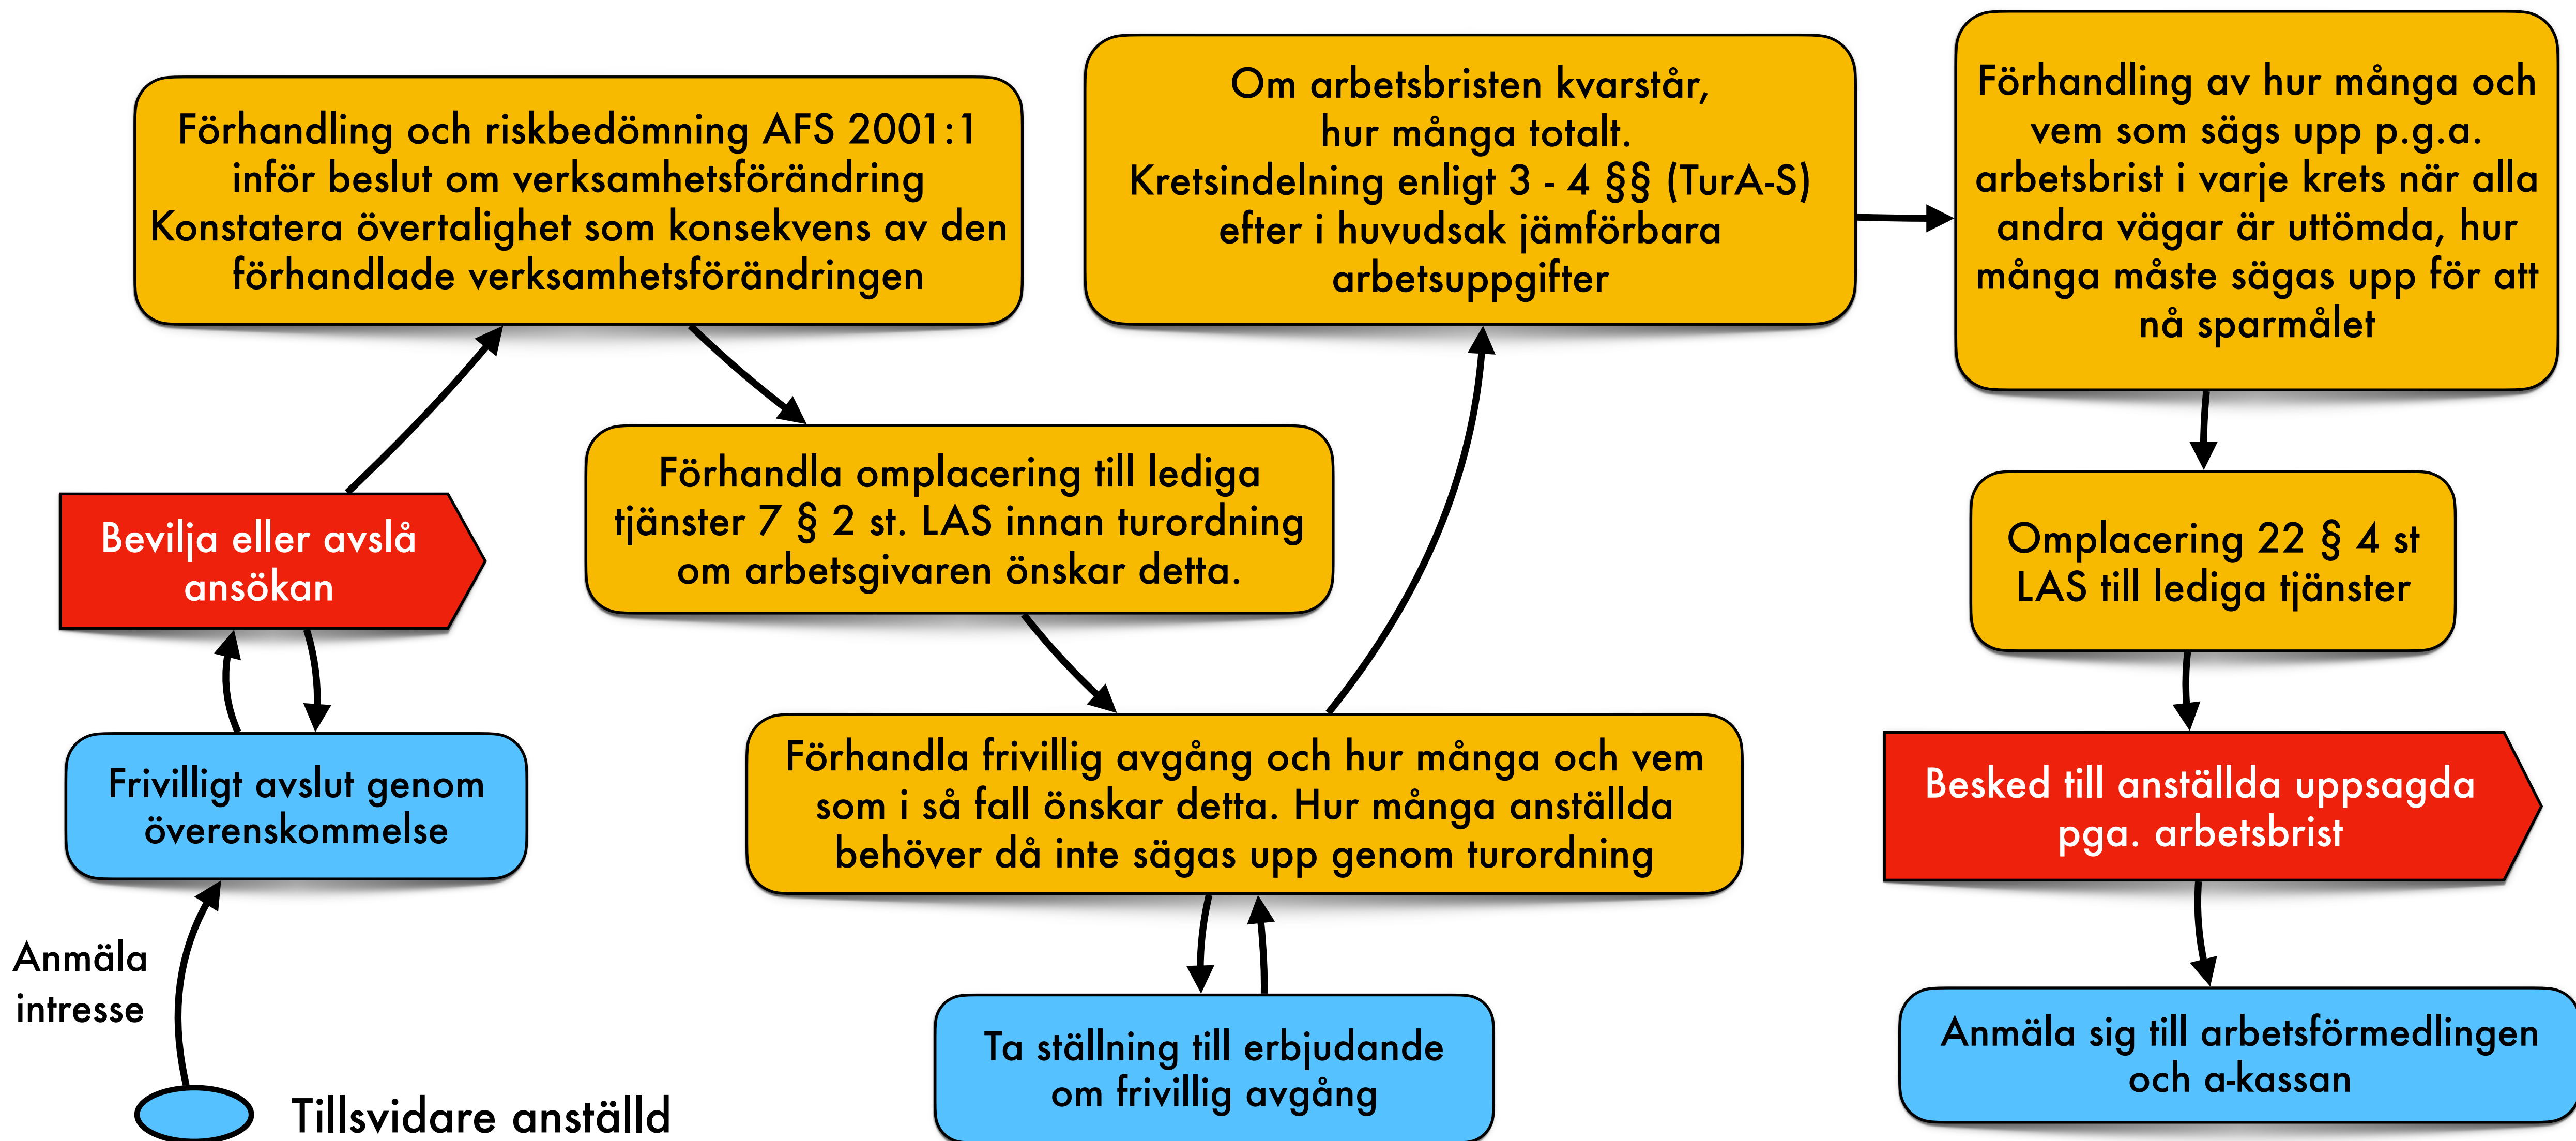 Förhandling och riskbedömning AFS 2001:1
inför beslut om verksamhetsförändring
Konstatera övertalighet som konsekvens av den
förhandlade verksamhetsförändringen
Om arbetsbristen kvarstår,
hur många totalt.
Kretsindelning enligt 3 - 4 §§ (TurA-S)
efter i huvudsak jämförbara
arbetsuppgifter
Förhandling av hur många och
vem som sägs upp p.g.a.
arbetsbrist i varje krets när alla
andra vägar är uttömda, hur
många måste sägas upp för att
nå sparmålet
Förhandla omplacering till lediga
tjänster 7 § 2 st. LAS innan turordning
om arbetsgivaren önskar detta.
Bevilja eller avslå
ansökan
Omplacering 22 § 4 st
LAS till lediga tjänster
Frivilligt avslut genom
överenskommelse
Förhandla frivillig avgång och hur många och vem
som i så fall önskar detta. Hur många anställda
behöver då inte sägas upp genom turordning
Besked till anställda uppsagda
pga. arbetsbrist
Anmäla
intresse
Ta ställning till erbjudande
om frivillig avgång
Anmäla sig till arbetsförmedlingen
och a-kassan
Tillsvidare anställd